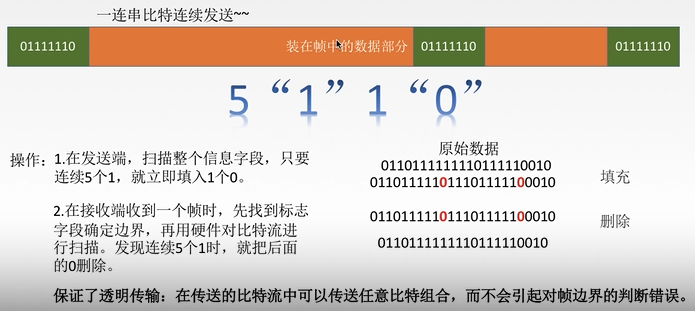 一连串比特连续发送~~
01111110 装在帧中的数据部分 01111110 01111110
5 “1” 1 “0”
操作:
1.在发送端，扫描整个信息字段，只要
连续5个1，就立即填入1个0。
2.在接收端收到一个帧时，先找到标志
字段确定边界，再用硬件对比特流进
行扫描。发现连续5个1时，就把后面
的0删除。
原始数据
0110111111110111110010
011011111011101111100010
填充
011011111011101111100010
删除
0110111111110111110010
保证了透明传输：在传送的比特流中可以传送任意比特组合，而不会引起对帧边界的判断错误。